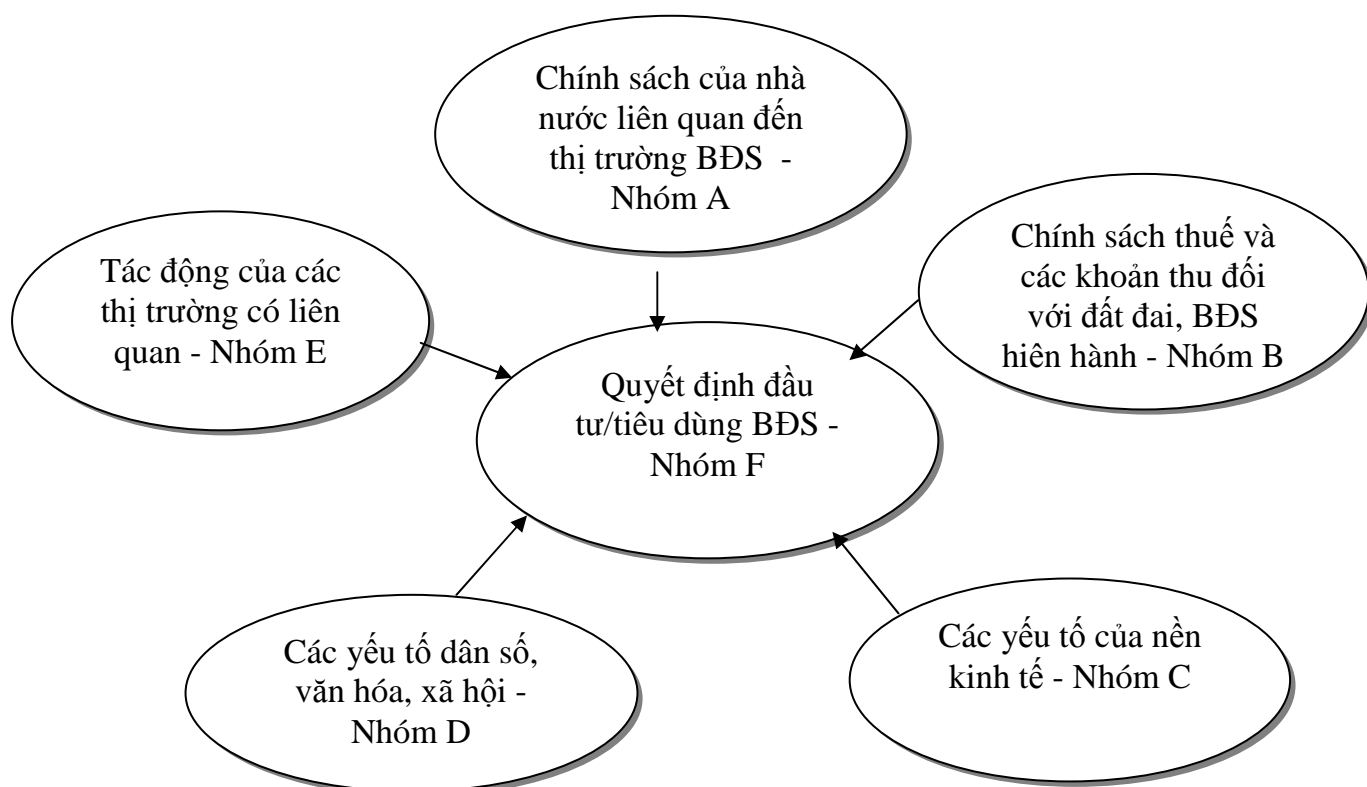 Chính sách của nhà
nước liên quan đến
thị trường BĐS -
Nhóm A
Chính sách thuế và
các khoản thu đối
với đất đai, BĐS
hiện hành - Nhóm B
Tác động của các
thị trường có liên
quan - Nhóm E
Quyết định đầu
tư/tiêu dùng BĐS -
Nhóm F
Các yếu tố dân số,
văn hóa, xã hội -
Nhóm D
Các yếu tố của nền
kinh tế - Nhóm C